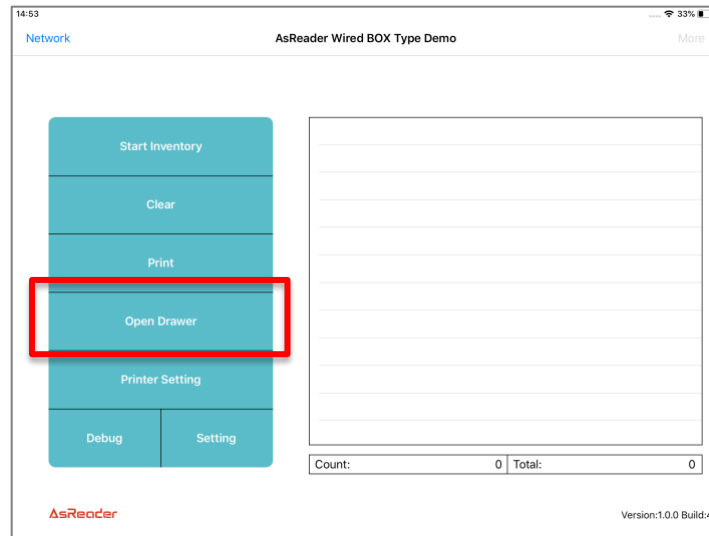 14:53
33%
Network
AsReader Wired BOX Type Demo
More
Start Inventory
Clear
Print
Open Drawer
Printer Setting
Debug
Setting
Count:
0
Total:
0
AsReader
Version:1.0.0 Build: